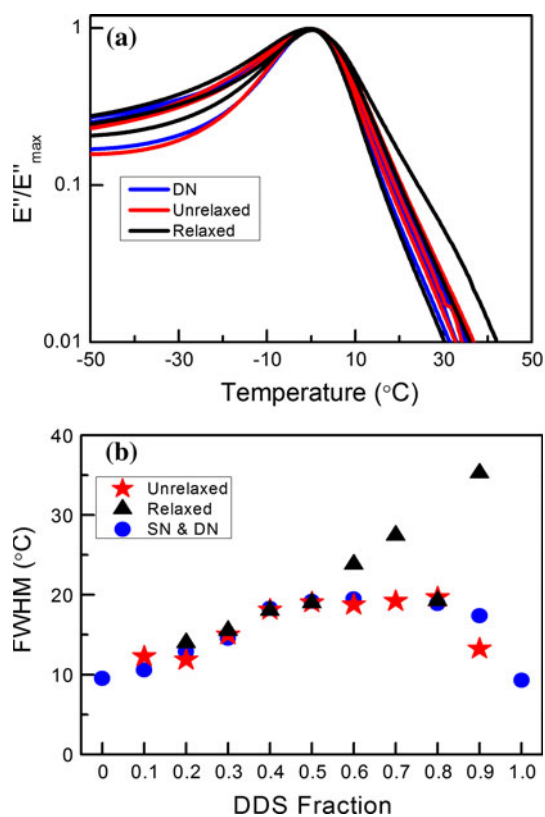 (a)
1
0.1
0.01
E"/E"max
DN
Unrelaxed
Relaxed
-50 -30 -10 10 30 50
Temperature (°C)
(b)
40
30
20
10
0
FWHM (°C)
Unrelaxed
Relaxed
SN & DN
0 0.1 0.2 0.3 0.4 0.5 0.6 0.7 0.8 0.9 1.0
DDS Fraction